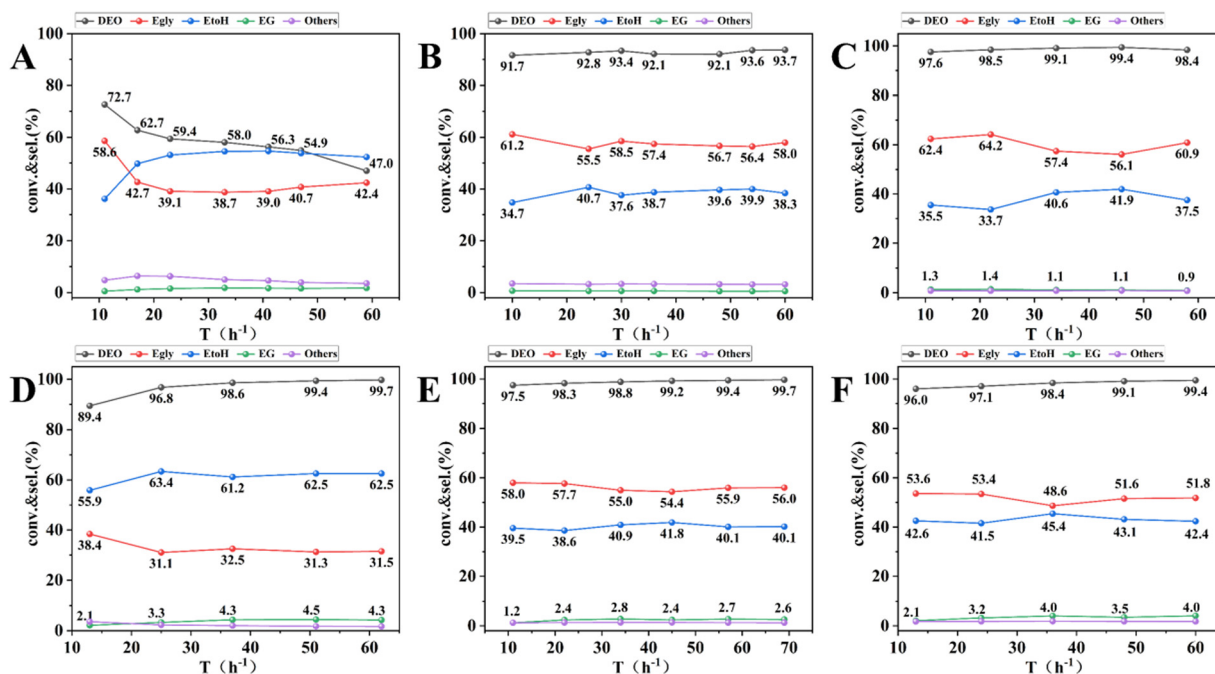 DEO Egly EtoH EG Others
A
conv.&sel.(%)
100
80
60
40
20
0
72.7
62.7
59.4
58.0
56.3
54.9
47.0
58.6
42.7
39.1
38.7
39.0
40.7
42.4
10 20 30 40 50 60
T (h-1)
DEO Egly EtoH EG Others
B
conv.&sel.(%)
100
80
60
40
20
0
91.7 92.8 93.4 92.1 92.1 93.6 93.7
61.2 55.5 58.5 57.4 56.7 56.4 58.0
34.7 40.7 37.6 38.7 39.6 39.9 38.3
10 20 30 40 50 60
T (h-1)
DEO Egly EtoH EG Others
C
conv.&sel.(%)
100
80
60
40
20
0
97.6 98.5 99.1 99.4 98.4
62.4 64.2 57.4 56.1 60.9
35.5 33.7 40.6 41.9 37.5
1.3 1.4 1.1 1.1 0.9
10 20 30 40 50 60
T (h-1)
DEO Egly EtoH EG Others
D
conv.&sel.(%)
100
80
60
40
20
0
89.4 96.8 98.6 99.4 99.7
55.9 63.4 61.2 62.5 62.5
38.4 31.1 32.5 31.3 31.5
2.1 3.3 4.3 4.5 4.3
10 20 30 40 50 60
T (h-1)
DEO Egly EtoH EG Others
E
conv.&sel.(%)
100
80
60
40
20
0
97.5 98.3 98.8 99.2 99.4 99.7
58.0 57.7 55.0 54.4 55.9 56.0
39.5 38.6 40.9 41.8 40.1 40.1
1.2 2.4 2.8 2.4 2.7 2.6
10 20 30 40 50 60 70
T (h-1)
DEO Egly EtoH EG Others
F
conv.&sel.(%)
100
80
60
40
20
0
96.0 97.1 98.4 99.1 99.4
53.6 53.4 48.6 51.6 51.8
42.6 41.5 45.4 43.1 42.4
2.1 3.2 4.0 3.5 4.0
10 20 30 40 50 60
T (h-1)